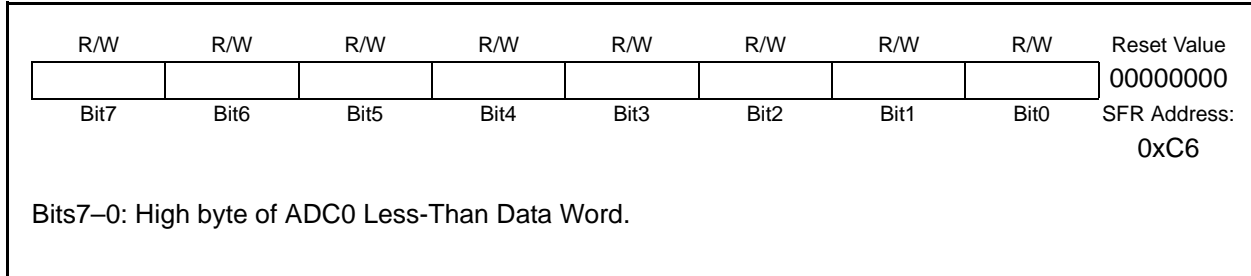 R/W R/W R/W R/W R/W R/W R/W R/W Reset Value
00000000
Bit7 Bit6 Bit5 Bit4 Bit3 Bit2 Bit1 Bit0 SFR Address:
0xC6
Bits7–0: High byte of ADC0 Less-Than Data Word.